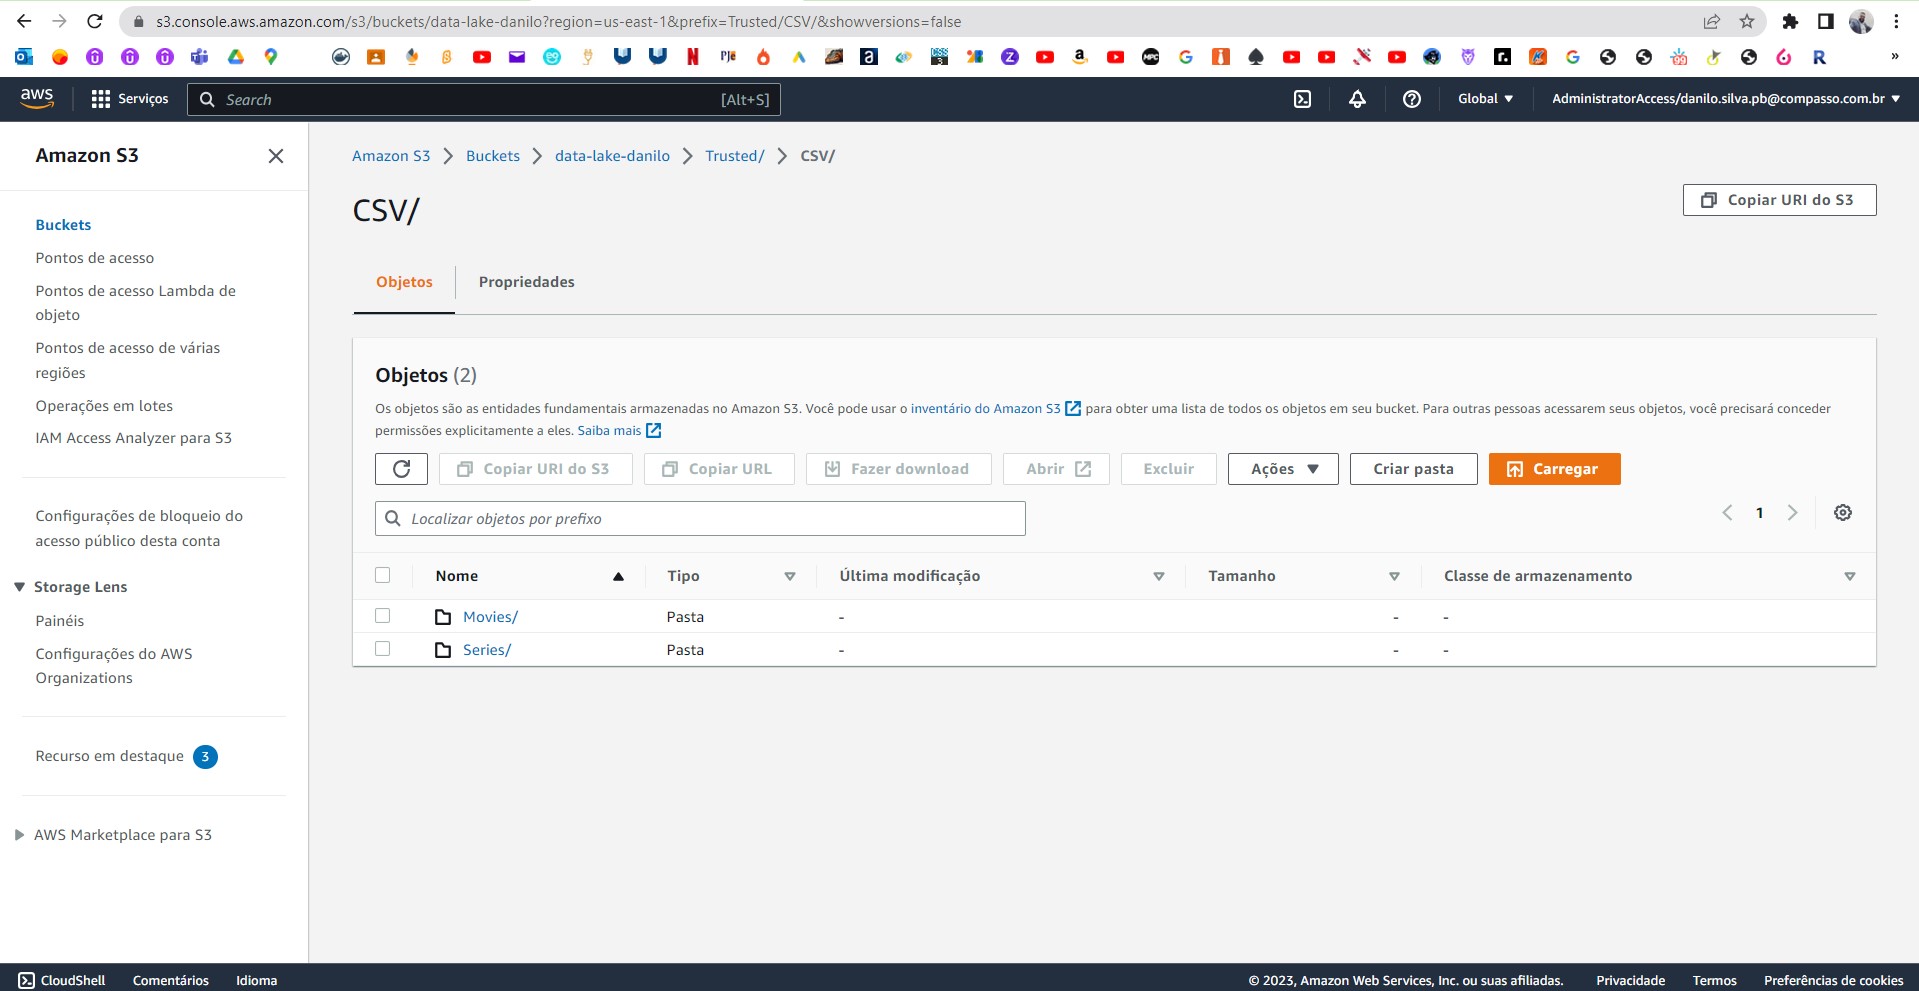 s3.console.aws.amazon.com/s3/buckets/data-lake-danilo?region=us-east-1&prefix=Trusted/CSV/&showversions=false
aws
Serviços
Search
[Alt+S]
Global
AdministratorAccess/danilo.silva.pb@compasso.com.br
Amazon S3
Buckets
Pontos de acesso
Pontos de acesso Lambda de
objeto
Pontos de acesso de várias
regiões
Operações em lotes
IAM Access Analyzer para S3
Configurações de bloqueio do
acesso público desta conta
Storage Lens
Painéis
Configurações do AWS
Organizations
Recurso em destaque 3
AWS Marketplace para S3
Amazon S3 Buckets data-lake-danilo Trusted/ CSV/
CSV/
Copiar URI do S3
Objetos Propriedades
Objetos (2)
Os objetos são as entidades fundamentais armazenadas no Amazon S3. Você pode usar o inventário do Amazon S3 para obter uma lista de todos os objetos em seu bucket. Para outras pessoas acessarem seus objetos, você precisará conceder
permissões explicitamente a eles. Saiba mais
Copiar URI do S3 Copiar URL Fazer download Abrir Excluir Ações Criar pasta Carregar
Localizar objetos por prefixo
1
Nome Tipo Última modificação Tamanho Classe de armazenamento
Movies/ Pasta - - -
Series/ Pasta - - -
CloudShell Comentários Idioma
© 2023, Amazon Web Services, Inc. ou suas afiliadas. Privacidade Termos Preferências de cookies